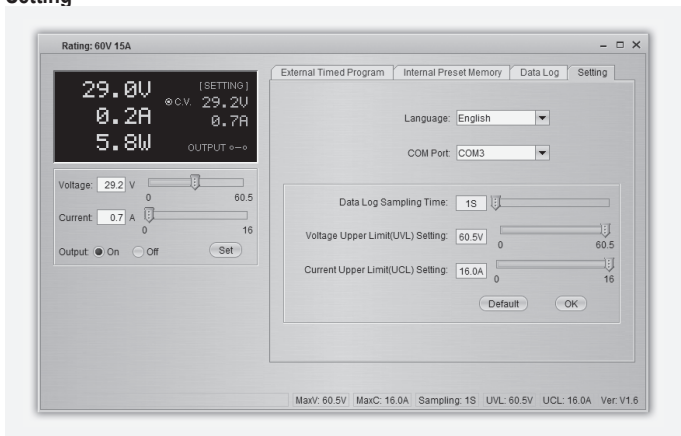 Setting
Rating: 60V 15A
29.0V
[SETTING]
C.V. 29.2V
0.2A
0.7A
5.8W
OUTPUT
Voltage: 29.2 V
0 60.5
Current: 0.7 A
0 16
Output: On Off Set
External Timed Program Internal Preset Memory Data Log Setting
Language: English
COM Port: COM3
Data Log Sampling Time: 1S
Voltage Upper Limit(UVL) Setting: 60.5V
0 60.5
Current Upper Limit(UCL) Setting: 16.0A
0 16
Default OK
MaxV: 60.5V MaxC: 16.0A Sampling: 1S UVL: 60.5V UCL: 16.0A Ver: V1.6